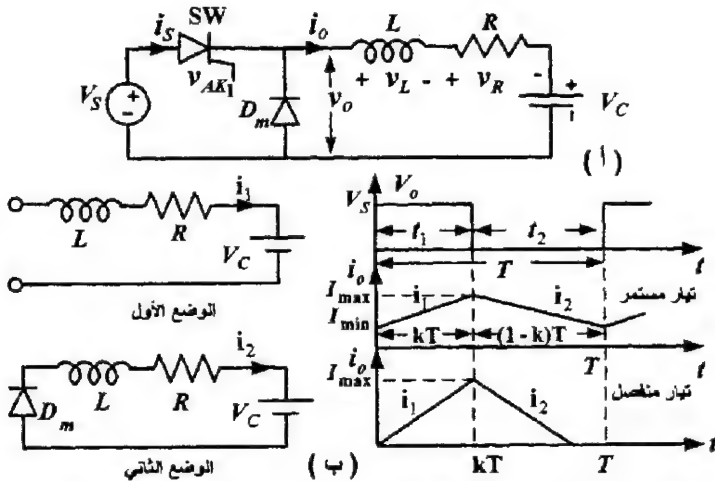 SW
i_S
i_o
L
R
V_S
+
-
v_AK1
D_m
v_o
+ v_L - + v_R
-
+
V_C
( أ )
L
R
i_1
V_C
الوضع الأول
L
R
i_2
D_m
V_C
الوضع الثاني
( ب )
V_o
V_S
t_1
t_2
T
t
i_o
I_max
I_min
i_1
i_2
تيار مستمر
kT
(1 - k)T
T
t
i_o
I_max
i_1
i_2
تيار منفصل
kT
T
t